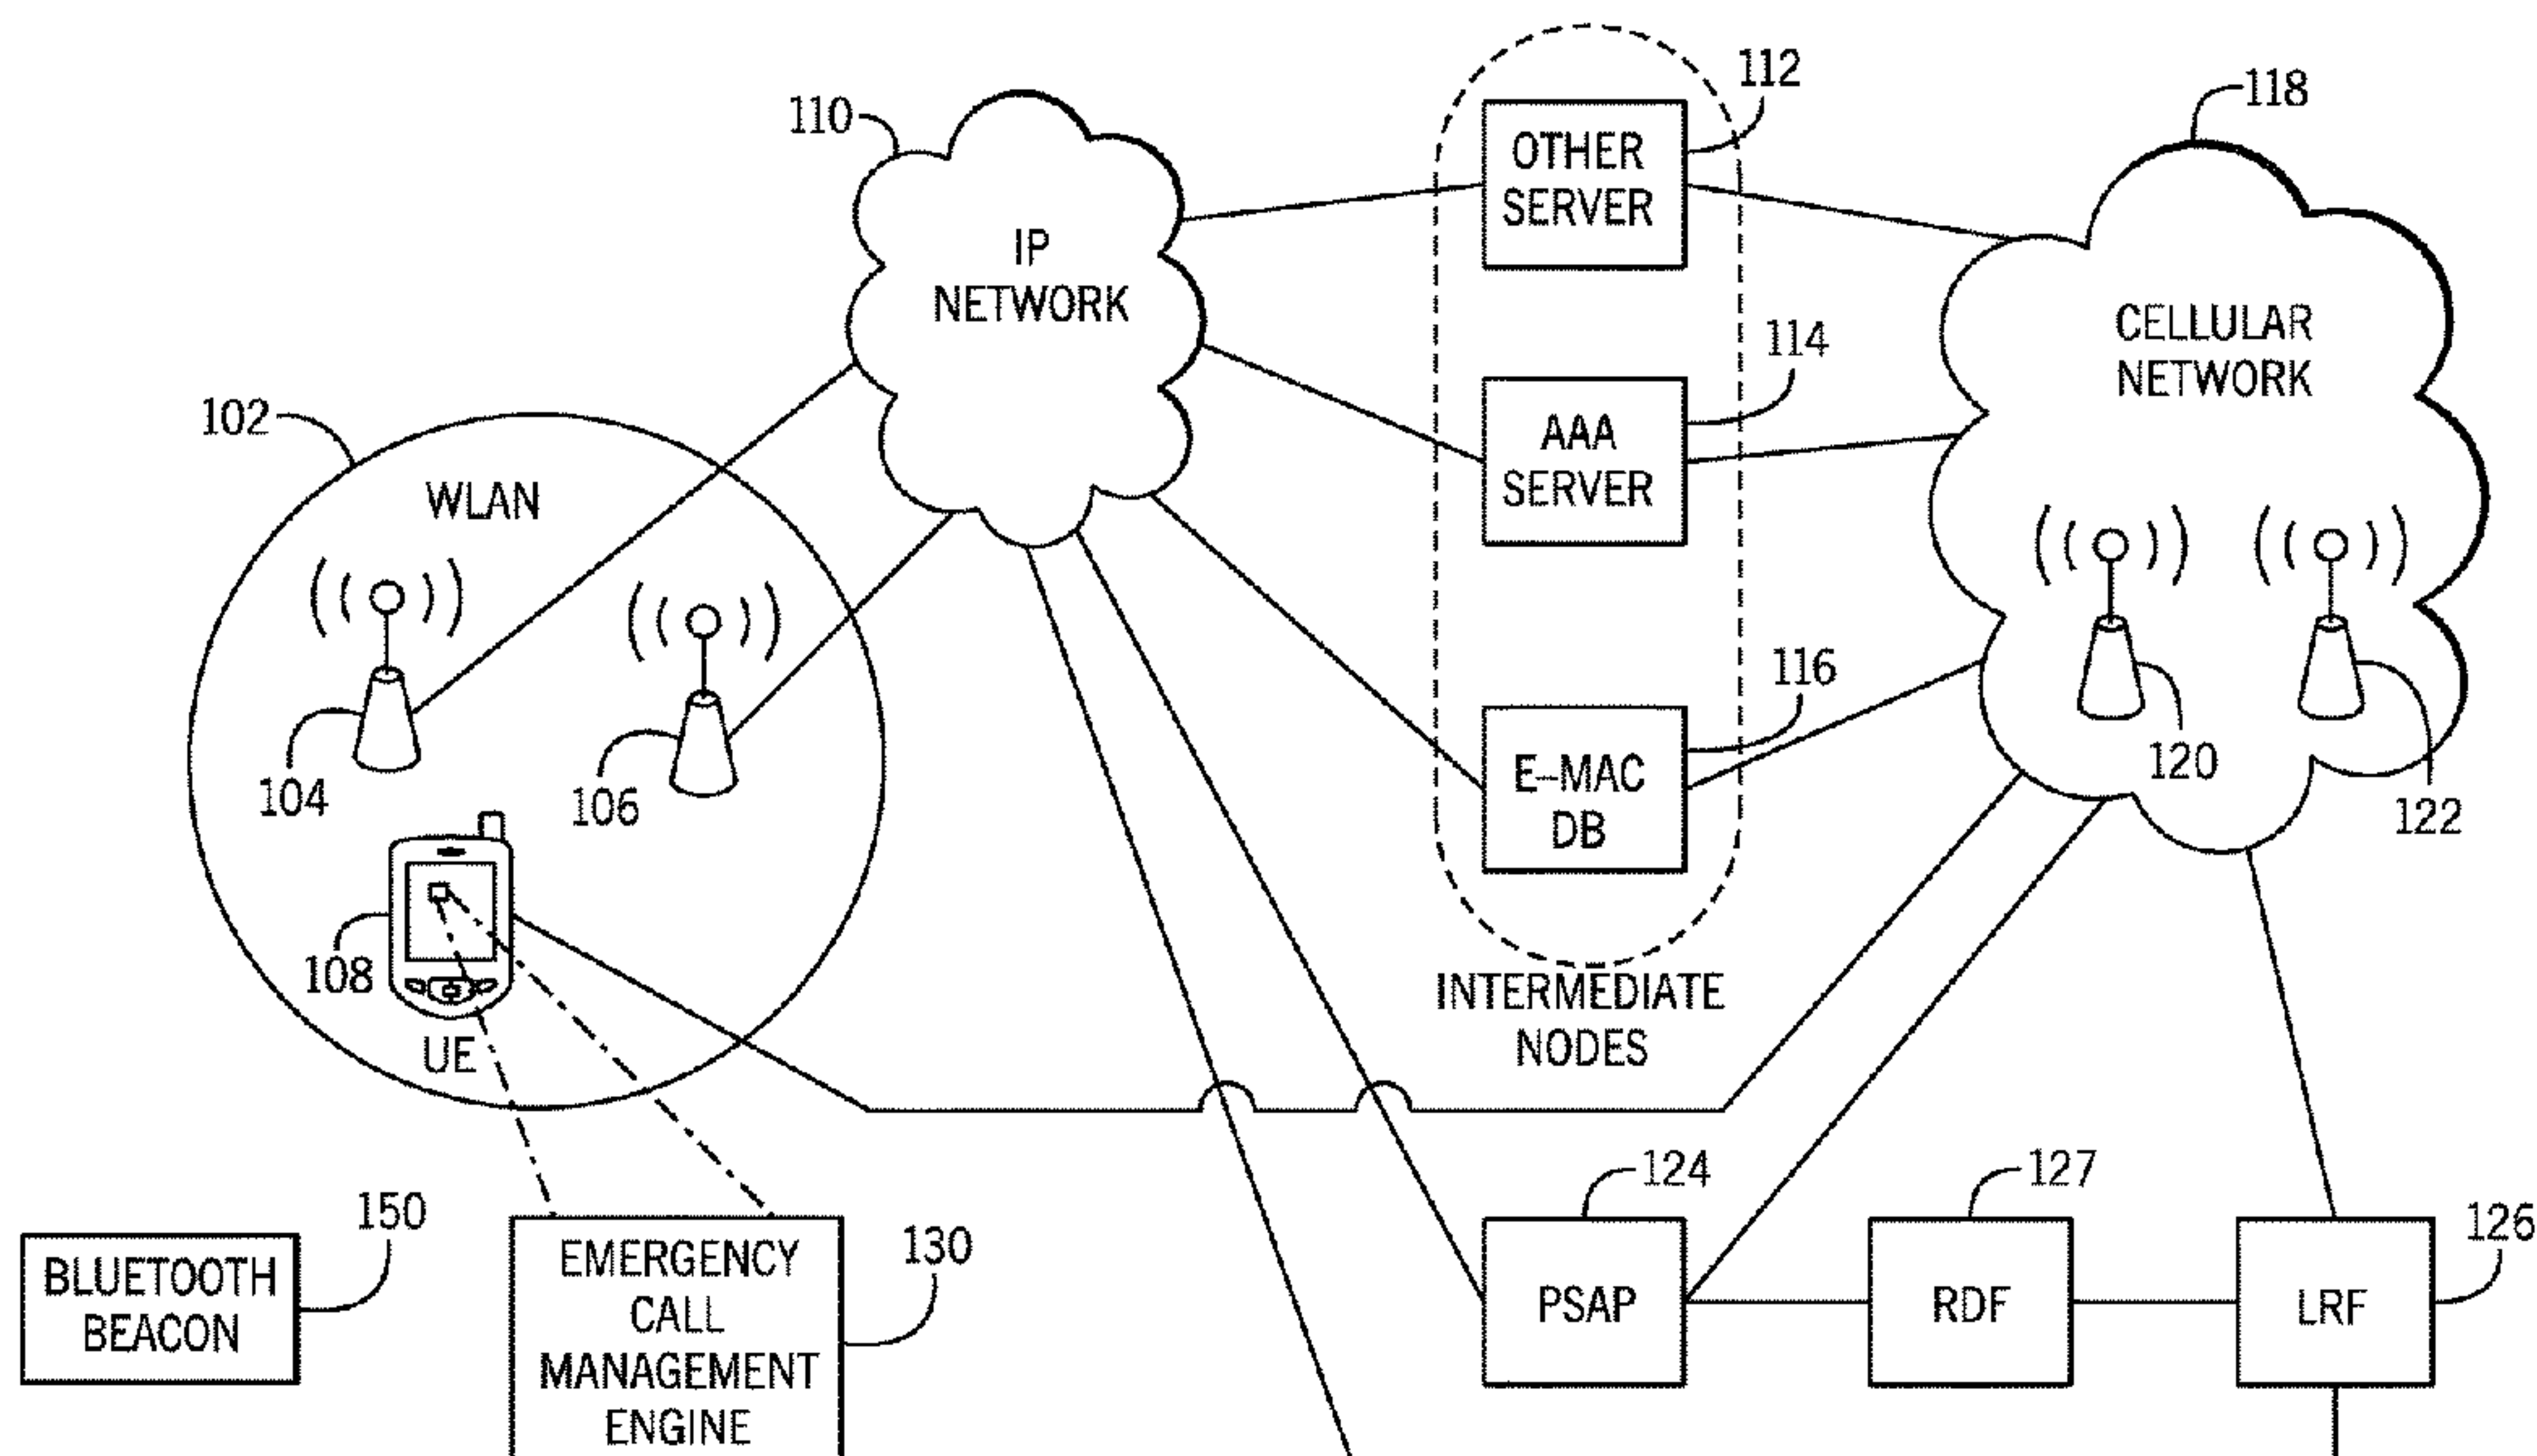 112
118
110
OTHER
SERVER
IP
NETWORK
CELLULAR
NETWORK
114
102
AAA
SERVER
WLAN
116
104
106
E–MAC
DB
120
122
108
UE
INTERMEDIATE
NODES
124
127
126
150
130
BLUETOOTH
BEACON
EMERGENCY
CALL
MANAGEMENT
ENGINE
PSAP
RDF
LRF